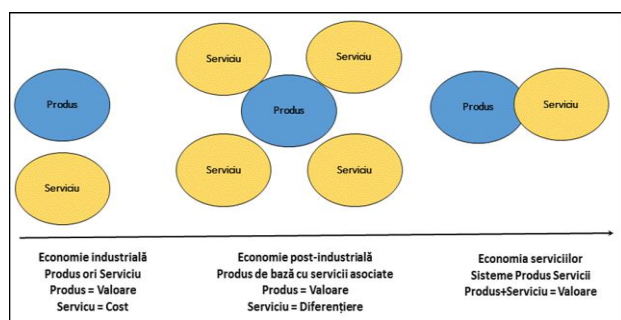 Serviciu
Serviciu
Produs
Produs
Produs
Serviciu
Serviciu
Serviciu
Serviciu
Economie industrială
Produs ori Serviciu
Produs = Valoare
Servicu = Cost
Economie post-industrială
Produs de bază cu servicii asociate
Produs = Valoare
Serviciu = Diferențiere
Economia serviciilor
Sisteme Produs Servicii
Produs+Serviciu = Valoare